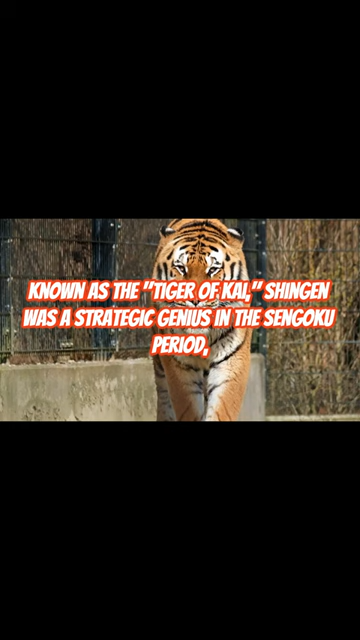 KNOWN AS THE "TIGER OF KAI," SHINGEN
WAS A STRATEGIC GENIUS IN THE SENGOKU
PERIOD,